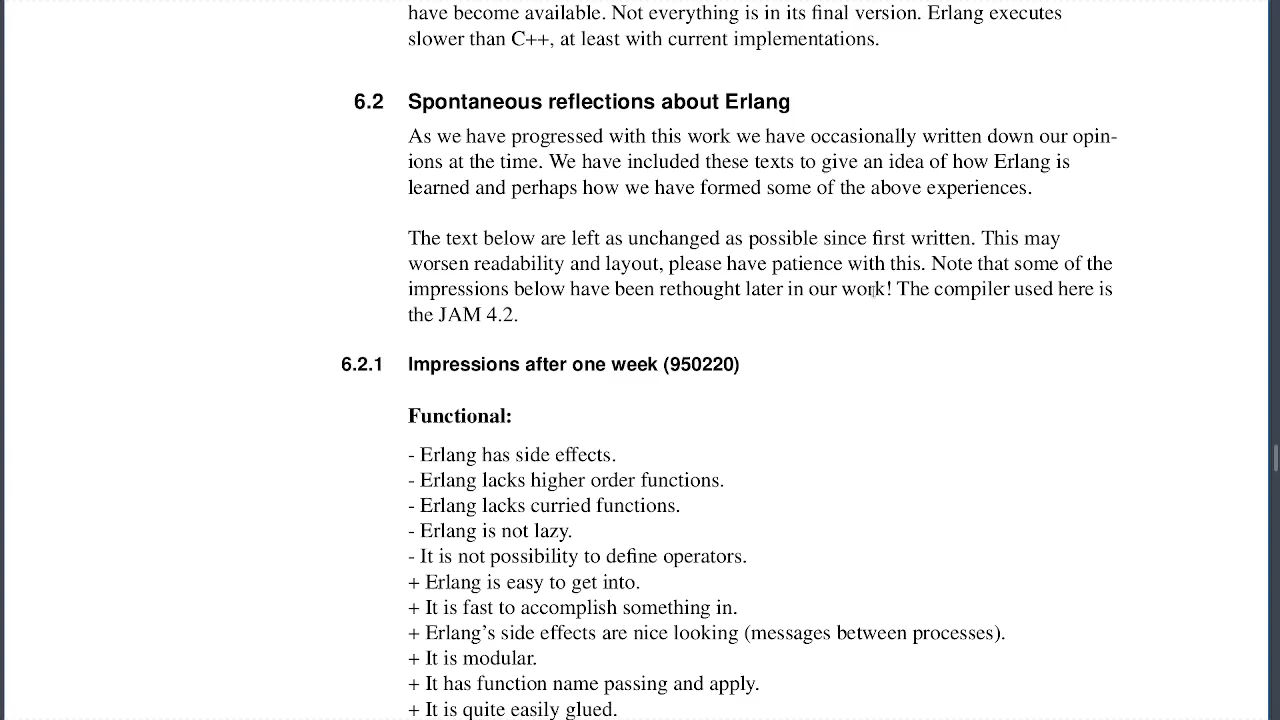 have become available. Not everything is in its final version. Erlang executes
slower than C++, at least with current implementations.
6.2 Spontaneous reflections about Erlang
As we have progressed with this work we have occasionally written down our opin-
ions at the time. We have included these texts to give an idea of how Erlang is
learned and perhaps how we have formed some of the above experiences.
The text below are left as unchanged as possible since first written. This may
worsen readability and layout, please have patience with this. Note that some of the
impressions below have been rethought later in our work! The compiler used here is
the JAM 4.2.
6.2.1 Impressions after one week (950220)
Functional:
- Erlang has side effects.
- Erlang lacks higher order functions.
- Erlang lacks curried functions.
- Erlang is not lazy.
- It is not possibility to define operators.
+ Erlang is easy to get into.
+ It is fast to accomplish something in.
+ Erlang's side effects are nice looking (messages between processes).
+ It is modular.
+ It has function name passing and apply.
+ It is quite easily glued.